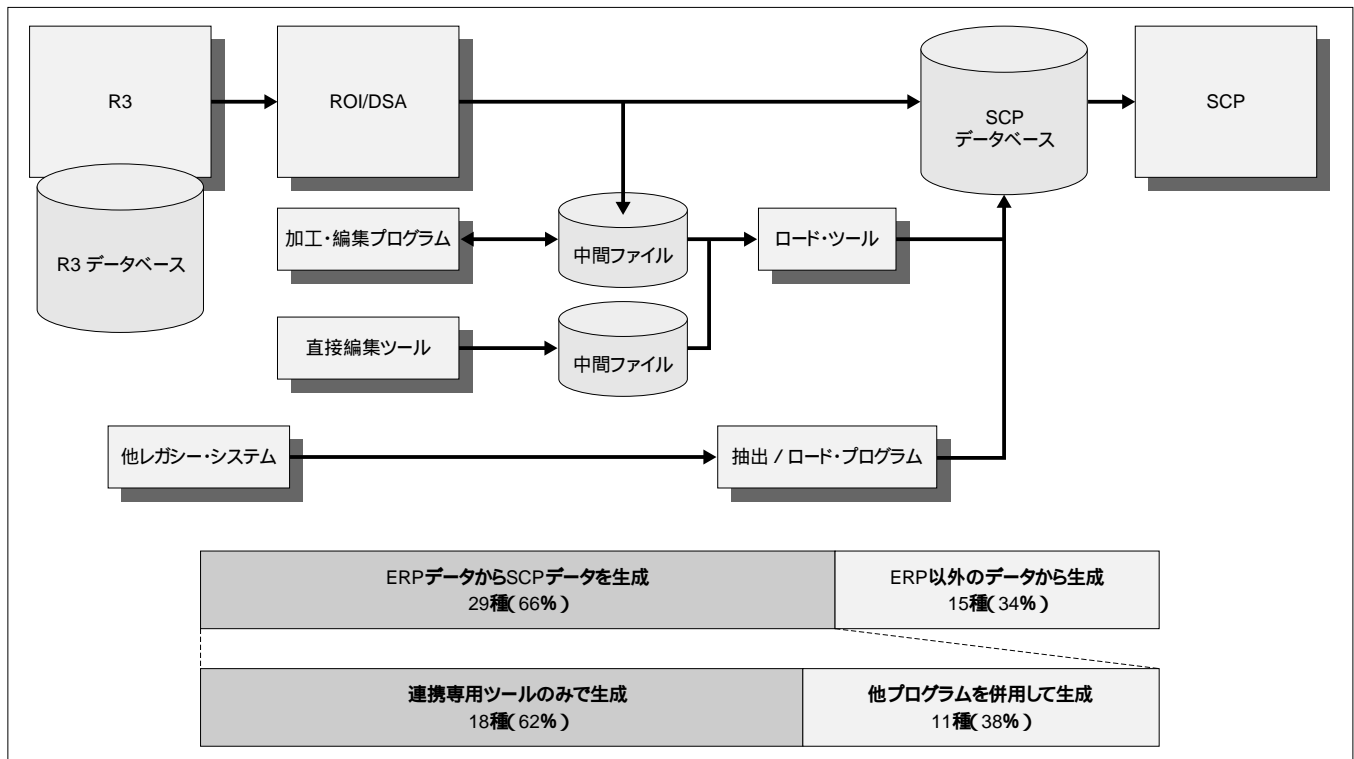 R3
ROI/DSA
SCP
データベース
SCP
R3 データベース
加工・編集プログラム
中間ファイル
ロード・ツール
直接編集ツール
中間ファイル
他レガシー・システム
抽出 / ロード・プログラム
ERPデータからSCPデータを生成
29種(66%)
ERP以外のデータから生成
15種(34%)
連携専用ツールのみで生成
18種(62%)
他プログラムを併用して生成
11種(38%)